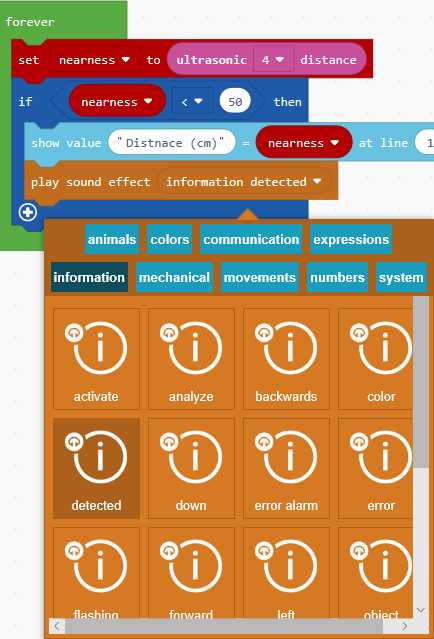 forever
set nearness to ultrasonic 4 distance
if nearness < 50 then
show value "Distnace (cm)" = nearness at line 1
play sound effect information detected
animals colors communication expressions
information mechanical movements numbers system
activate analyze backwards color
detected down error alarm error
flashing forward left object